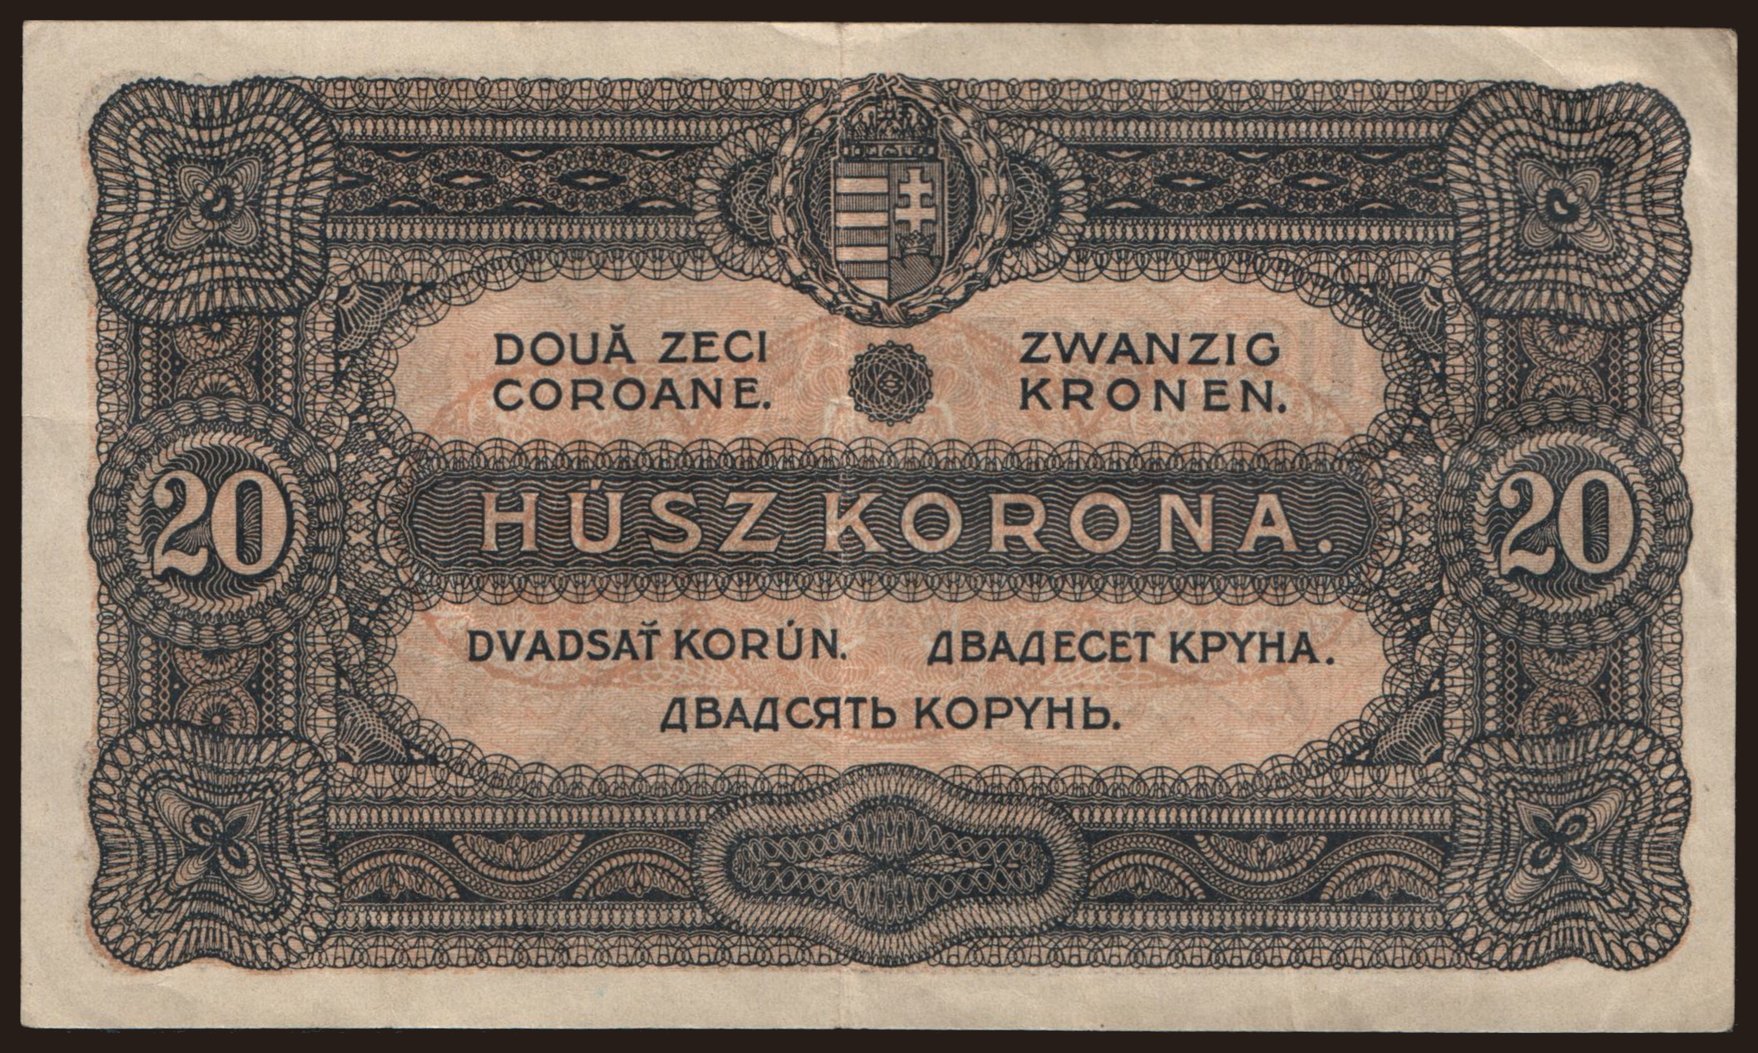 DOUĂ ZECI
COROANE.
ZWANZIG
KRONEN.
20
HÚSZ KORONA.
20
DVADSAŤ KORÚN.
ДВАДЕСЕТ КРУНА.
ДВАДСЯТЬ КОРУНЬ.